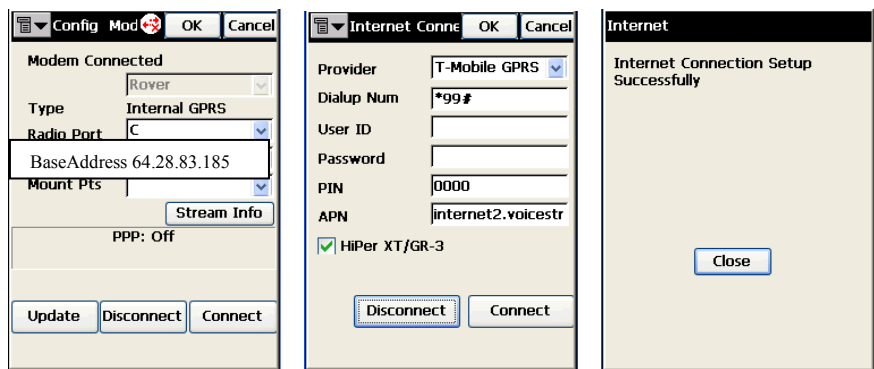 Config Mod OK Cancel
Modem Connected
Rover
Type Internal GPRS
Radio Port C
BaseAddress 64.28.83.185
Mount Pts
Stream Info
PPP: Off
Update Disconnect Connect
Internet Conne OK Cancel
Provider T-Mobile GPRS
Dialup Num *99#
User ID
Password
PIN 0000
APN internet2.voicestr
HiPer XT/GR-3
Disconnect Connect
Internet
Internet Connection Setup
Successfully
Close